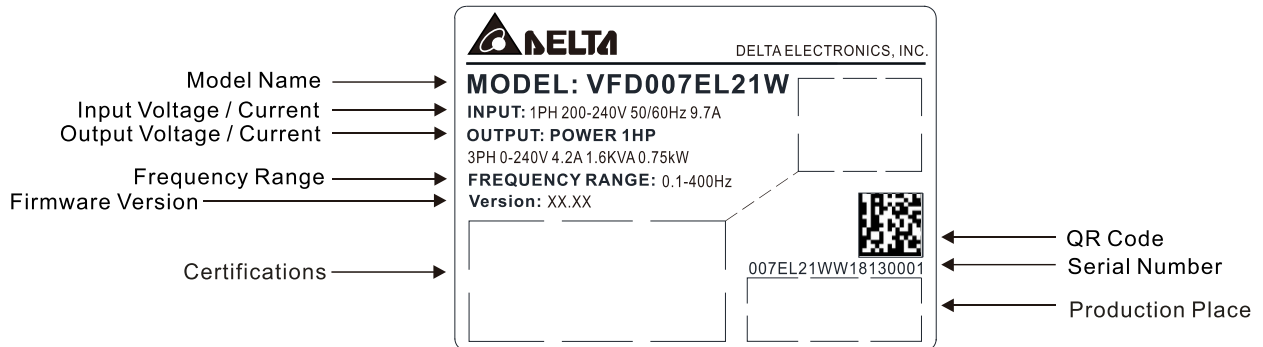 DELTA
DELTA ELECTRONICS, INC.
Model Name
MODEL: VFD007EL21W
Input Voltage / Current
INPUT: 1PH 200-240V 50/60Hz 9.7A
Output Voltage / Current
OUTPUT: POWER 1HP
3PH 0-240V 4.2A 1.6KVA 0.75kW
Frequency Range
FREQUENCY RANGE: 0.1-400Hz
Firmware Version
Version: XX.XX
QR Code
Certifications
007EL21WW18130001
Serial Number
Production Place